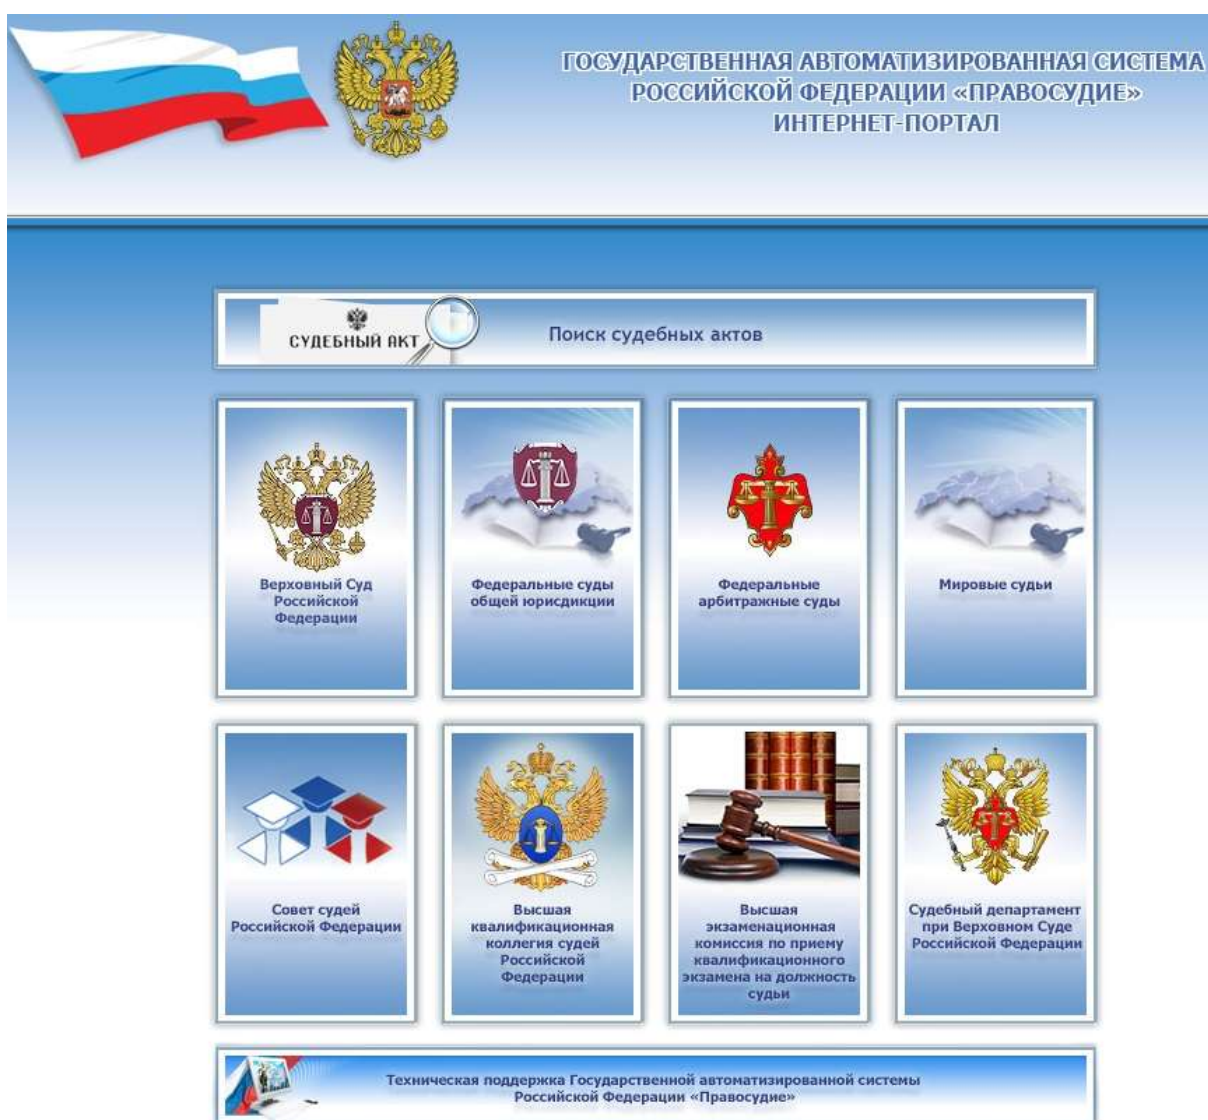 ГОСУДАРСТВЕННАЯ АВТОМАТИЗИРОВАННАЯ СИСТЕМА
РОССИЙСКОЙ ФЕДЕРАЦИИ «ПРАВОСУДИЕ»
ИНТЕРНЕТ-ПОРТАЛ
СУДЕБНЫЙ АКТ
Поиск судебных актов
Верховный Суд
Российской
Федерации
Федеральные суды
общей юрисдикции
Федеральные
арбитражные суды
Мировые судьи
Совет судей
Российской Федерации
Высшая
квалификационная
коллегия судей
Российской
Федерации
Высшая
экзаменационная
комиссия по приему
квалификационного
экзамена на должность
судьи
Судебный департамент
при Верховном Суде
Российской Федерации
Техническая поддержка Государственной автоматизированной системы
Российской Федерации «Правосудие»